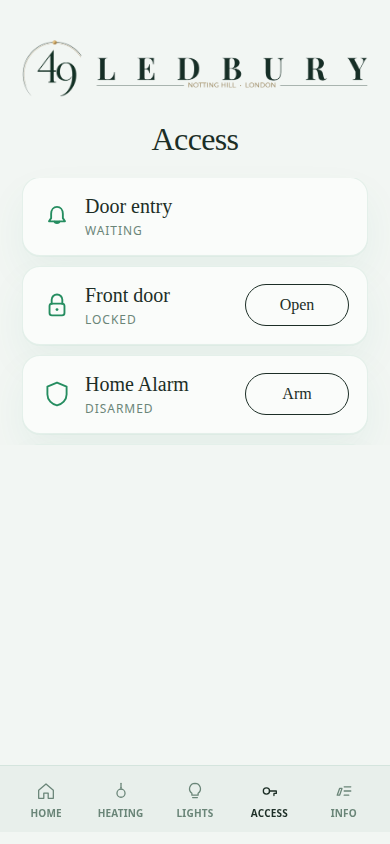 49 LEDBURY
NOTTING HILL • LONDON
Access
Door entry
WAITING
Front door
LOCKED
Open
Home Alarm
DISARMED
Arm
HOME HEATING LIGHTS ACCESS INFO